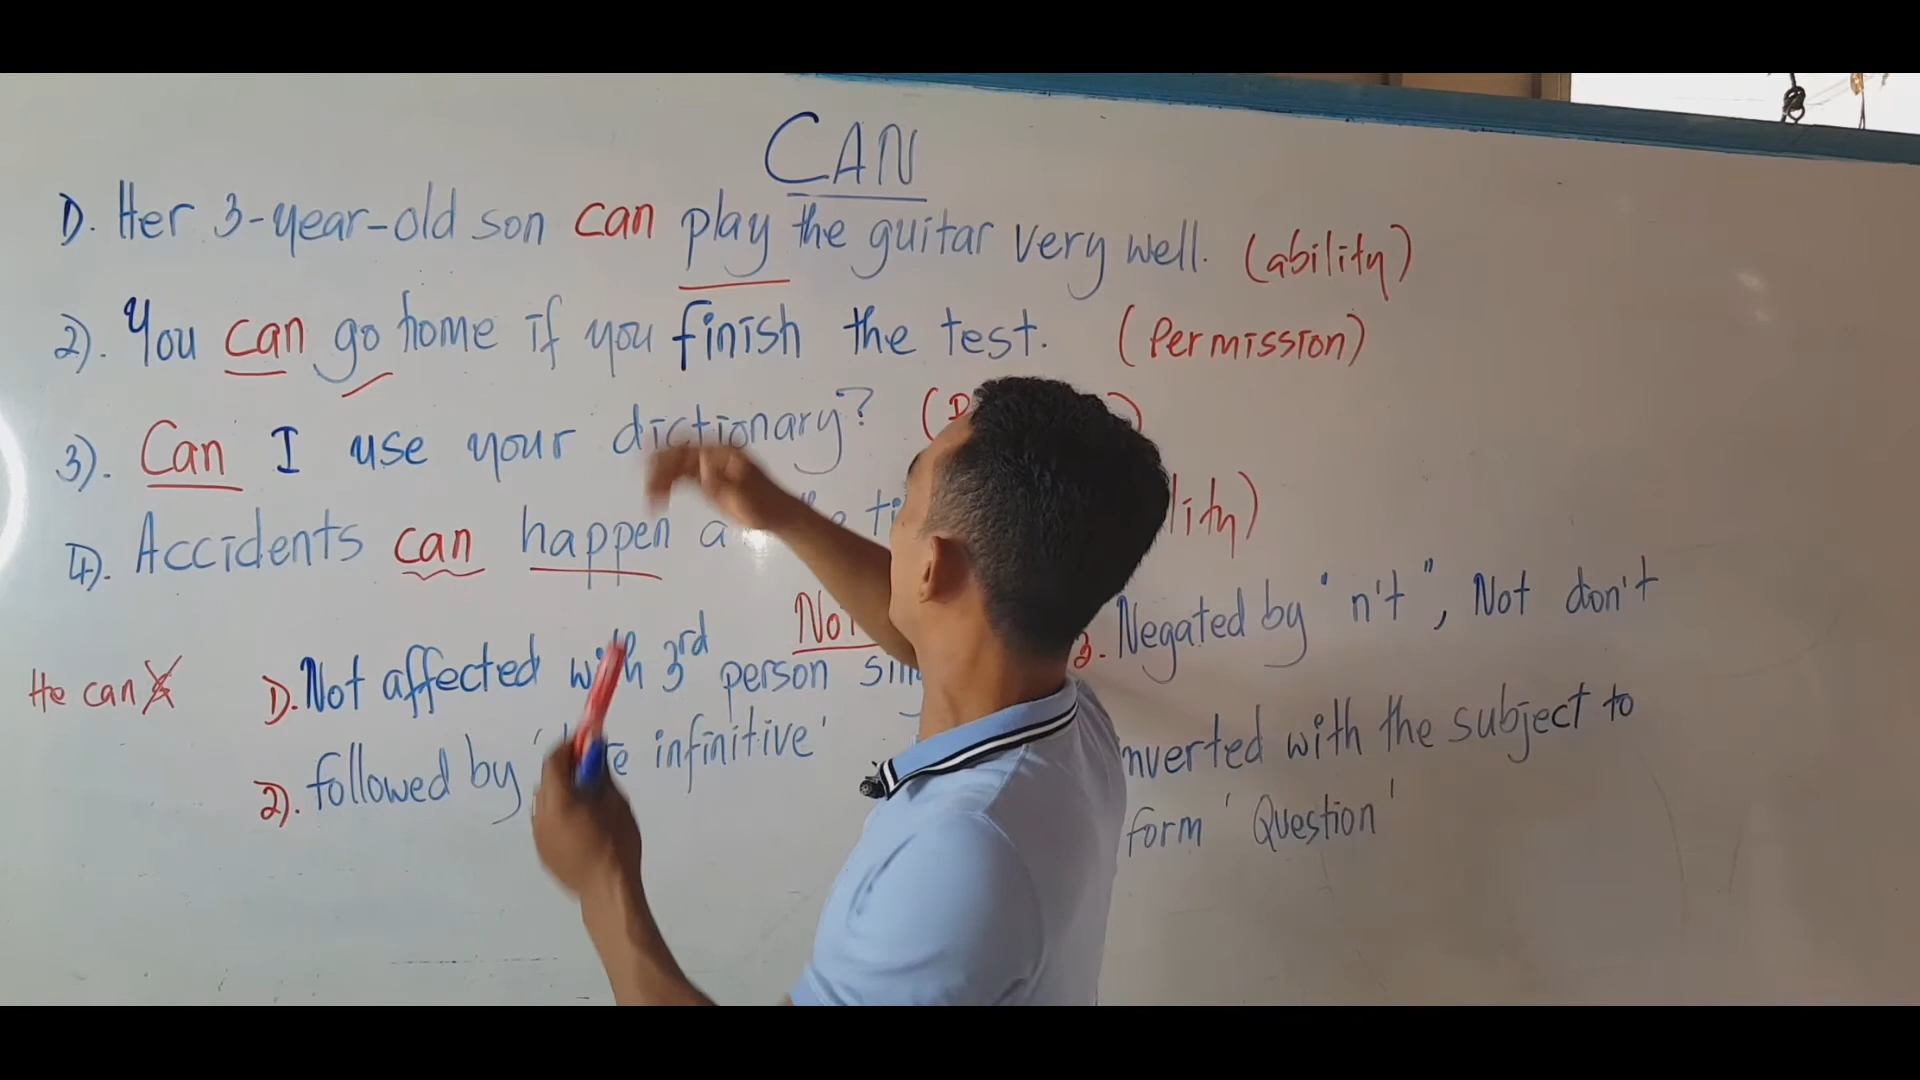 CAN
1). Her 3-year-old son can play the guitar very well. (ability)
2). You can go home if you finish the test. (Permission)
3). Can I use your dictionary?
4). Accidents can happen
He can
1). Not affected with 3rd person
2). followed by infinitive'
3. Negated by "n't", Not don't
with the subject to
form 'Question'